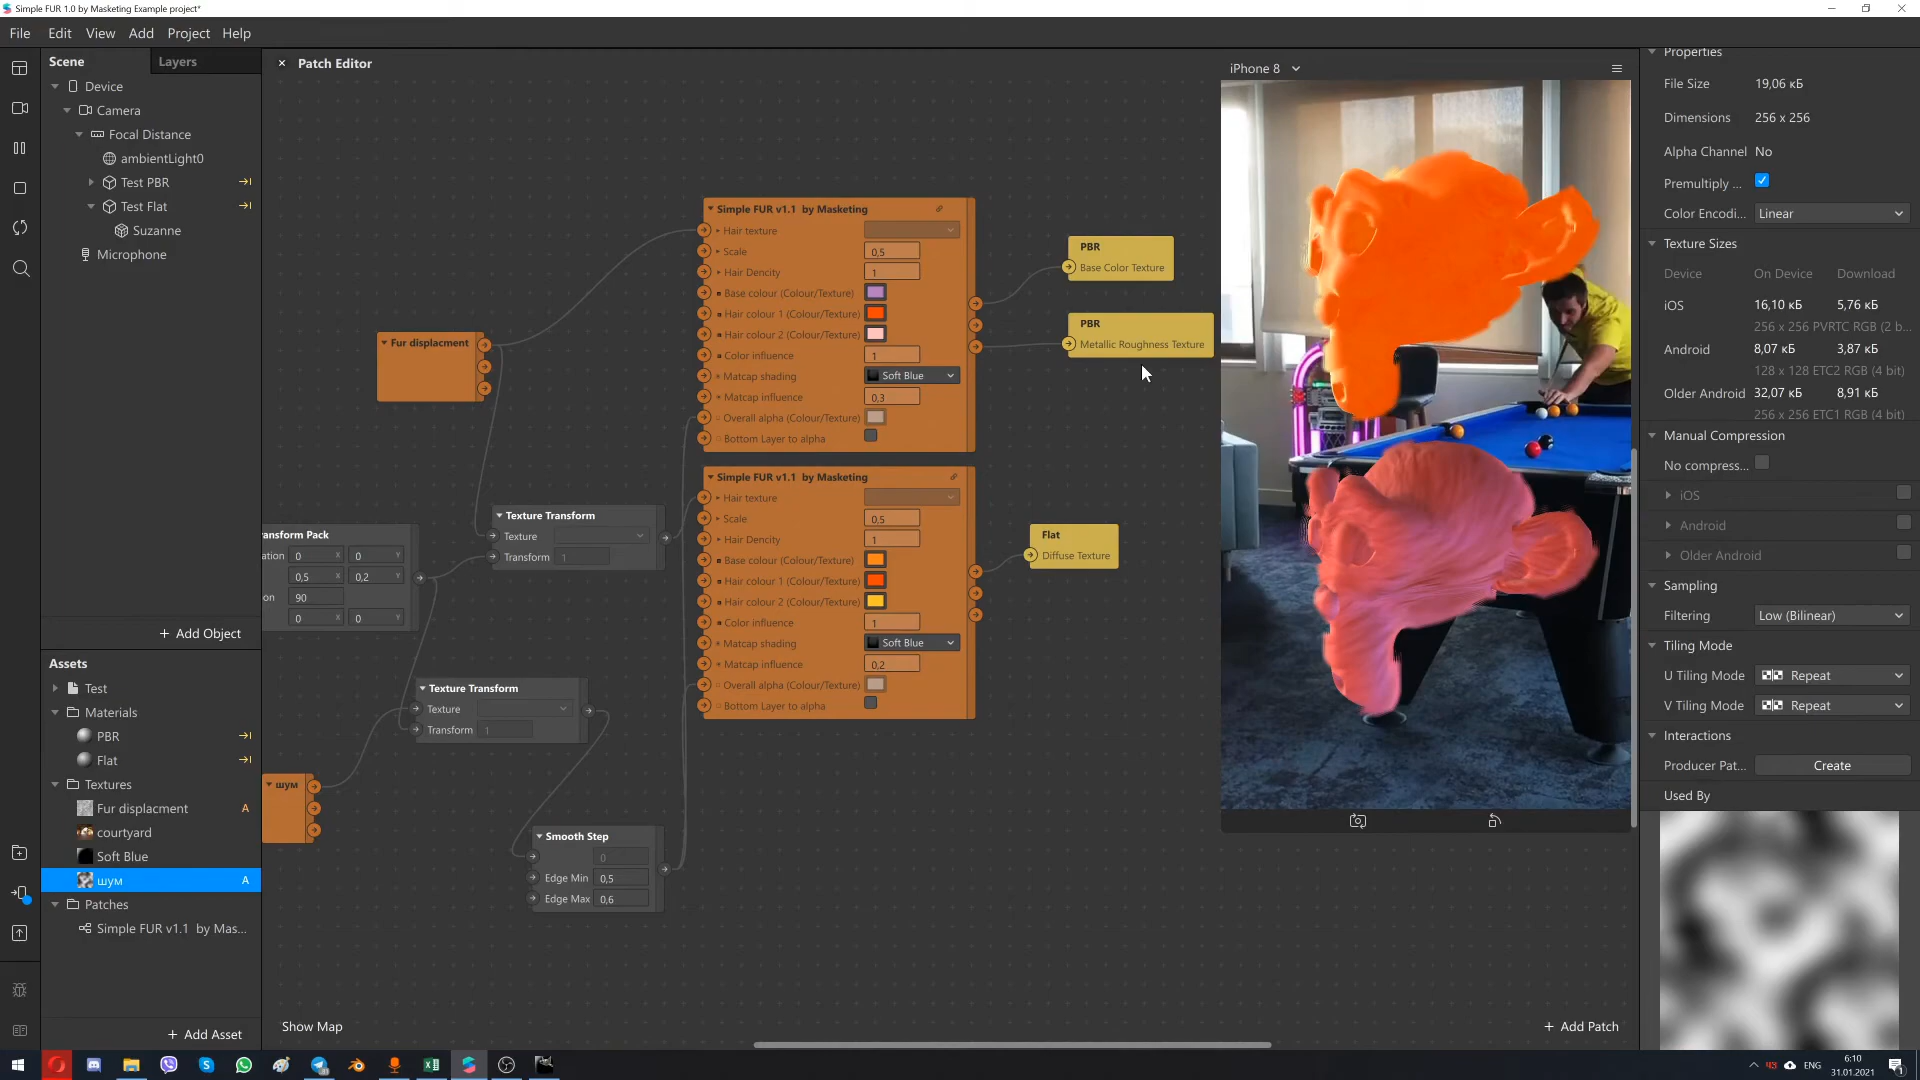 Simple FUR 1.0 by Masketing Example project*
File Edit View Add Project Help
Scene Layers
Device
Camera
Focal Distance
ambientLight0
Test PBR
Test Flat
Suzanne
Microphone
+ Add Object
Assets
Test
Materials
PBR
Flat
Textures
Fur displacment A
courtyard
Soft Blue
шум A
Patches
Simple FUR v1.1 by Mas...
+ Add Asset
× Patch Editor
Fur displacment
ansform Pack
ation 0 X 0 Y
0,5 X 0,2 Y
on 90
0 X 0 Y
Texture Transform
Texture
Transform 1
Texture Transform
Texture
Transform 1
шум
Smooth Step
0
Edge Min 0,5
Edge Max 0,6
Simple FUR v1.1 by Masketing
Hair texture
Scale 0,5
Hair Dencity 1
Base colour (Colour/Texture)
Hair colour 1 (Colour/Texture)
Hair colour 2 (Colour/Texture)
Color influence 1
Matcap shading Soft Blue
Matcap influence 0,3
Overall alpha (Colour/Texture)
Bottom Layer to alpha
Simple FUR v1.1 by Masketing
Hair texture
Scale 0,5
Hair Dencity 1
Base colour (Colour/Texture)
Hair colour 1 (Colour/Texture)
Hair colour 2 (Colour/Texture)
Color influence 1
Matcap shading Soft Blue
Matcap influence 0,2
Overall alpha (Colour/Texture)
Bottom Layer to alpha
PBR
Base Color Texture
PBR
Metallic Roughness Texture
Flat
Diffuse Texture
Show Map
+ Add Patch
iPhone 8
Properties
File Size 19,06 кБ
Dimensions 256 x 256
Alpha Channel No
Premultiply ...
Color Encodi... Linear
Texture Sizes
Device On Device Download
iOS 16,10 кБ 5,76 кБ
256 x 256 PVRTC RGB (2 b...
Android 8,07 кБ 3,87 кБ
128 x 128 ETC2 RGB (4 bit)
Older Android 32,07 кБ 8,91 кБ
256 x 256 ETC1 RGB (4 bit)
Manual Compression
No compress...
iOS
Android
Older Android
Sampling
Filtering Low (Bilinear)
Tiling Mode
U Tiling Mode Repeat
V Tiling Mode Repeat
Interactions
Producer Pat... Create
Used By
ENG
6:10
31.01.2021